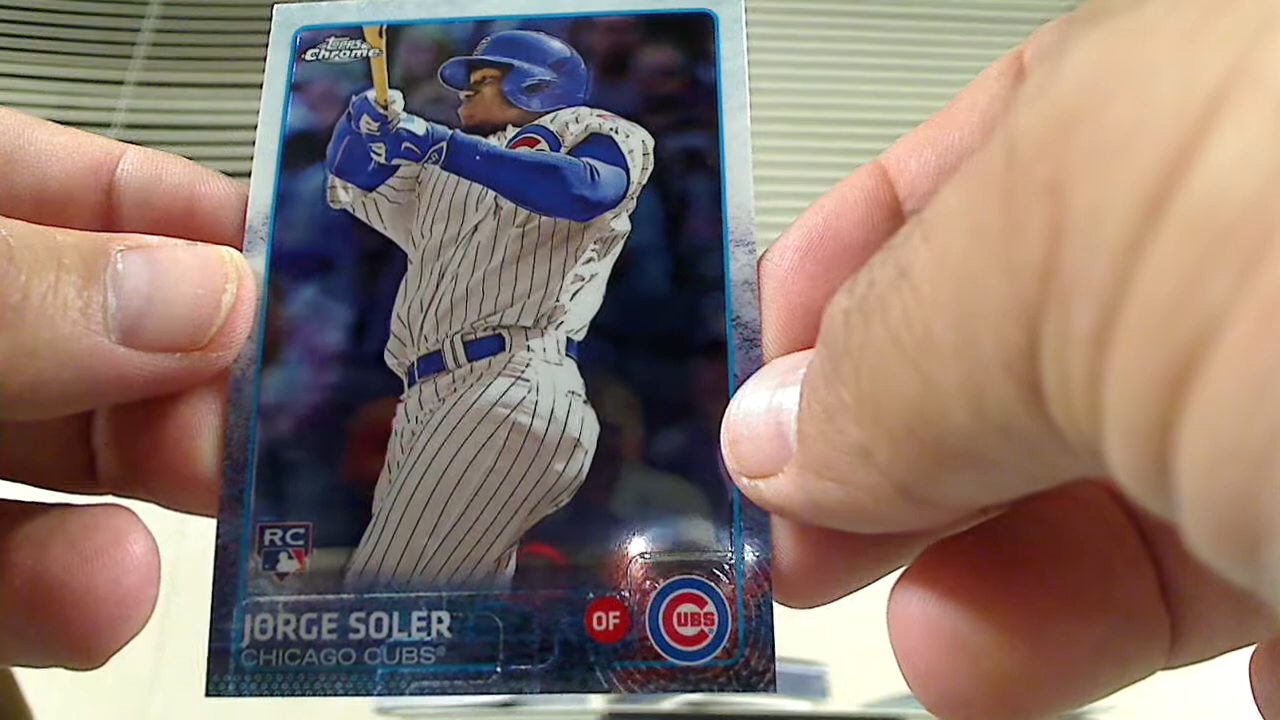 Topps
Chrome
RC
JORGE SOLER
CHICAGO CUBS®
OF
CUBS®